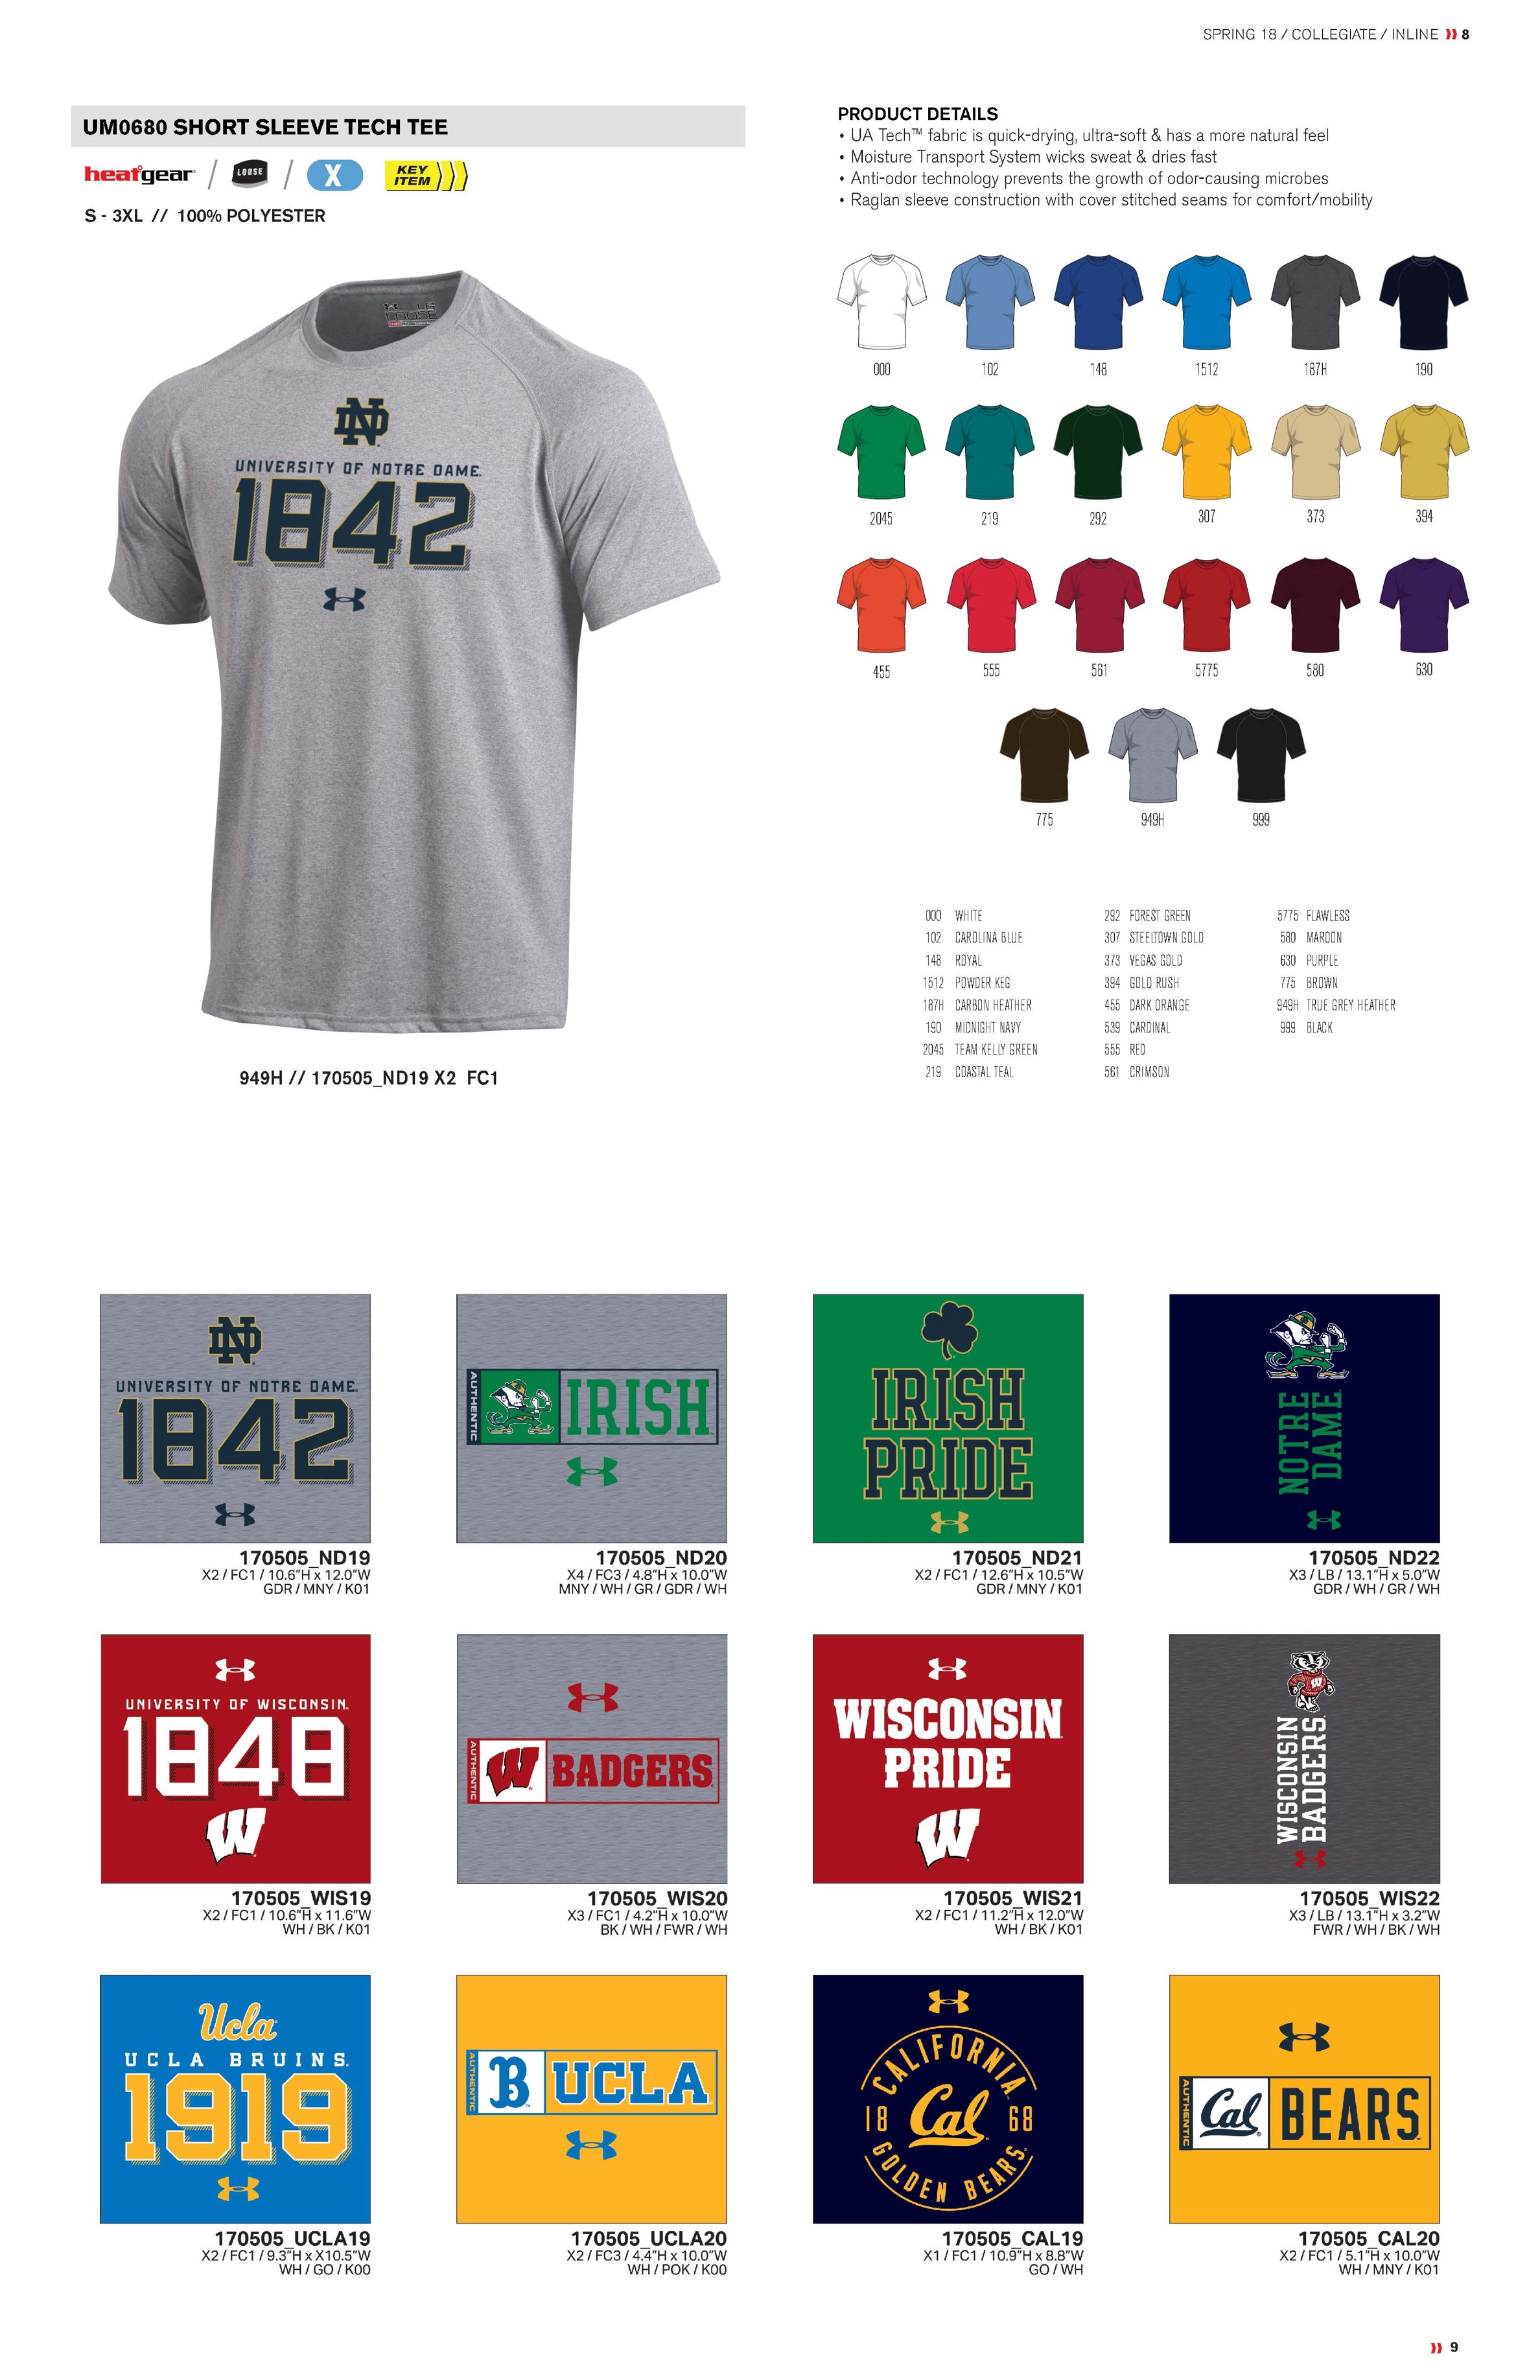 SPRING 18 / COLLEGIATE / INLINE 8
UM0680 SHORT SLEEVE TECH TEE
heatgear / LOOSE / X KEY ITEM
S - 3XL // 100% POLYESTER
LOOSE
UNIVERSITY OF NOTRE DAME.
1842
949H // 170505_ND19 X2 FC1
PRODUCT DETAILS
• UA Tech™ fabric is quick-drying, ultra-soft & has a more natural feel
• Moisture Transport System wicks sweat & dries fast
• Anti-odor technology prevents the growth of odor-causing microbes
• Raglan sleeve construction with cover stitched seams for comfort/mobility
000 102 148 1512 187H 190
2045 219 292 307 373 394
455 555 561 5775 580 630
775 949H 999
000 WHITE
102 CAROLINA BLUE
148 ROYAL
1512 POWDER KEG
187H CARBON HEATHER
190 MIDNIGHT NAVY
2045 TEAM KELLY GREEN
219 COASTAL TEAL
292 FOREST GREEN
307 STEELTOWN GOLD
373 VEGAS GOLD
394 GOLD RUSH
455 DARK ORANGE
539 CARDINAL
555 RED
561 CRIMSON
5775 FLAWLESS
580 MAROON
630 PURPLE
775 BROWN
949H TRUE GREY HEATHER
999 BLACK
ND
UNIVERSITY OF NOTRE DAME.
1842
170505_ND19
X2 / FC1 / 10.6"H x 12.0"W
GDR / MNY / K01
AUTHENTIC
IRISH
170505_ND20
X4 / FC3 / 4.8"H x 10.0"W
MNY / WH / GR / GDR / WH
IRISH
PRIDE
170505_ND21
X2 / FC1 / 12.6"H x 10.5"W
GDR / MNY / K01
NOTRE
DAME
170505_ND22
X3 / LB / 13.1"H x 5.0"W
GDR / WH / GR / WH
UNIVERSITY OF WISCONSIN.
1848
W
170505_WIS19
X2 / FC1 / 10.6"H x 11.6"W
WH / BK / K01
AUTHENTIC
W BADGERS
170505_WIS20
X3 / FC1 / 4.2"H x 10.0"W
BK / WH / FWR / WH
WISCONSIN
PRIDE
W
170505_WIS21
X2 / FC1 / 11.2"H x 12.0"W
WH / BK / K01
WISCONSIN
BADGERS
170505_WIS22
X3 / LB / 13.1"H x 3.2"W
FWR / WH / BK / WH
Ucla
UCLA BRUINS.
1919
170505_UCLA19
X2 / FC1 / 9.3"H x X10.5"W
WH / GO / K00
AUTHENTIC
B UCLA
170505_UCLA20
X2 / FC3 / 4.4"H x 10.0"W
WH / POK / K00
CALIFORNIA
18 Cal 68
GOLDEN BEARS
170505_CAL19
X1 / FC1 / 10.9"H x 8.8"W
GO / WH
AUTHENTIC
Cal BEARS
170505_CAL20
X2 / FC1 / 5.1"H x 10.0"W
WH / MNY / K01
9